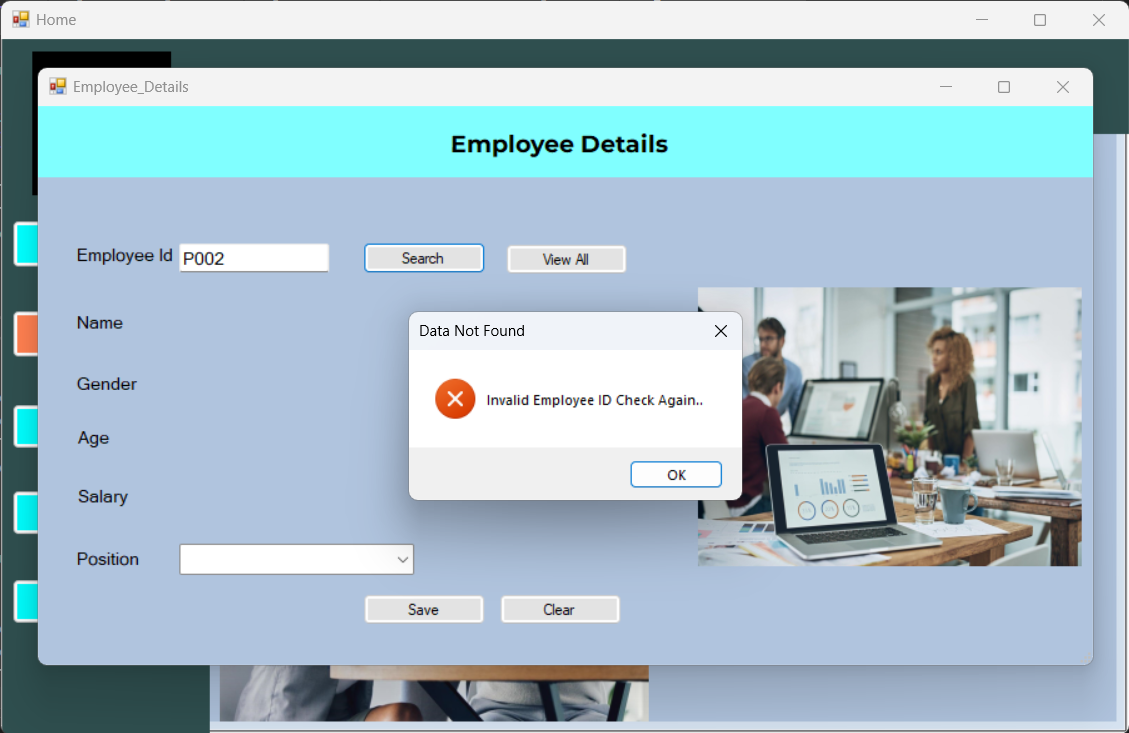 Home
Employee_Details
Employee Details
Employee Id P002 Search View All
Name
Gender
Age
Salary
Position
Data Not Found
Invalid Employee ID Check Again..
OK
Save Clear